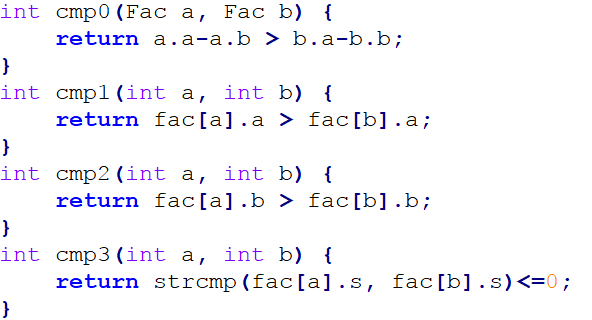 int cmp0(Fac a, Fac b) {
    return a.a-a.b > b.a-b.b;
}
int cmp1(int a, int b) {
    return fac[a].a > fac[b].a;
}
int cmp2(int a, int b) {
    return fac[a].b > fac[b].b;
}
int cmp3(int a, int b) {
    return strcmp(fac[a].s, fac[b].s)<=0;
}